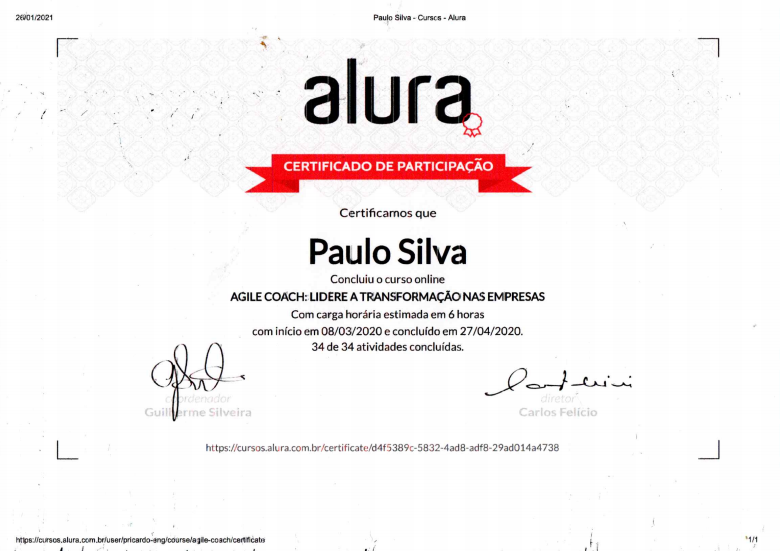 26/01/2021
Paulo Silva - Cursos - Alura
alura
CERTIFICADO DE PARTICIPAÇÃO
Certificamos que
Paulo Silva
Concluiu o curso online
AGILE COACH: LIDERE A TRANSFORMAÇÃO NAS EMPRESAS
Com carga horária estimada em 6 horas
com início em 08/03/2020 e concluído em 27/04/2020.
34 de 34 atividades concluídas.
coordenador
Guilherme Silveira
diretor
Carlos Felício
https://cursos.alura.com.br/certificate/d4f5389c-5832-4ad8-adf8-29ad014a4738
https://cursos.alura.com.br/user/pricardo-eng/course/agile-coach/certificate
1/1